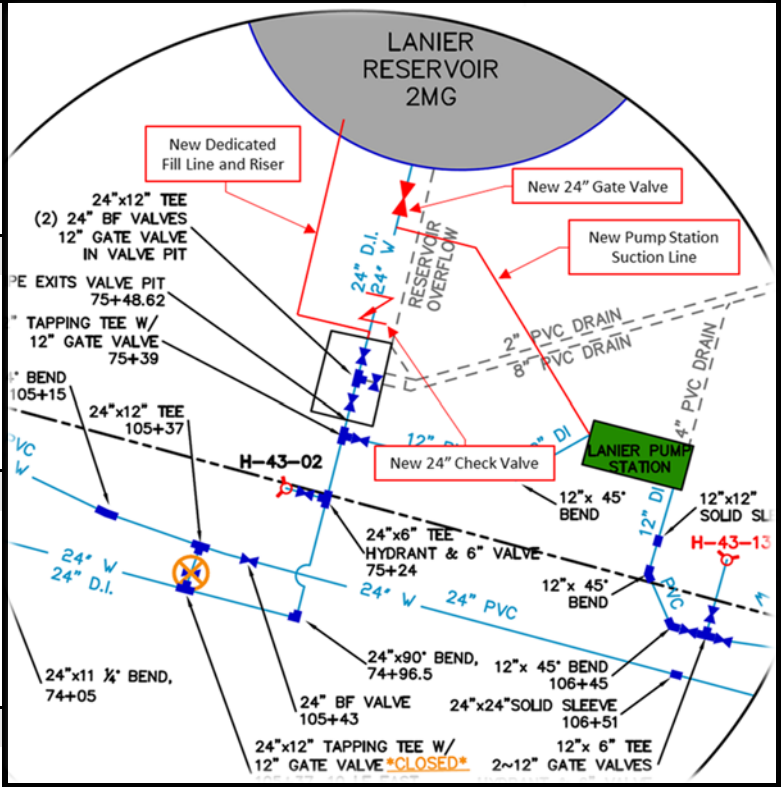 LANIER
RESERVOIR
2MG
New Dedicated
Fill Line and Riser
New 24" Gate Valve
New Pump Station
Suction Line
24"x12" TEE
(2) 24" BF VALVES
12" GATE VALVE
IN VALVE PIT
24" D.I.
24" W
RESERVOIR
OVERFLOW
PE EXITS VALVE PIT
75+48.62
" TAPPING TEE W/
12" GATE VALVE
75+39
2" PVC DRAIN
8" PVC DRAIN
4" PVC DRAIN
° BEND
105+15
24"x12" TEE
105+37
PVC
W
H-43-02
12"
DI
New 24" Check Valve
LANIER PUMP
STATION
12"x 45°
BEND
12" DI
12"x12"
SOLID SLE
H-43-13
24"x6" TEE
HYDRANT & 6" VALVE
75+24
12"x 45°
BEND
PVC
W
24" W
24" D.I.
24" W
24" PVC
24"x11 ¼° BEND,
74+05
24"x90° BEND,
74+96.5
24" BF VALVE
105+43
12"x 45° BEND
106+45
24"x24"SOLID SLEEVE
106+51
24"x12" TAPPING TEE W/
12" GATE VALVE *CLOSED*
12"x 6" TEE
2~12" GATE VALVES